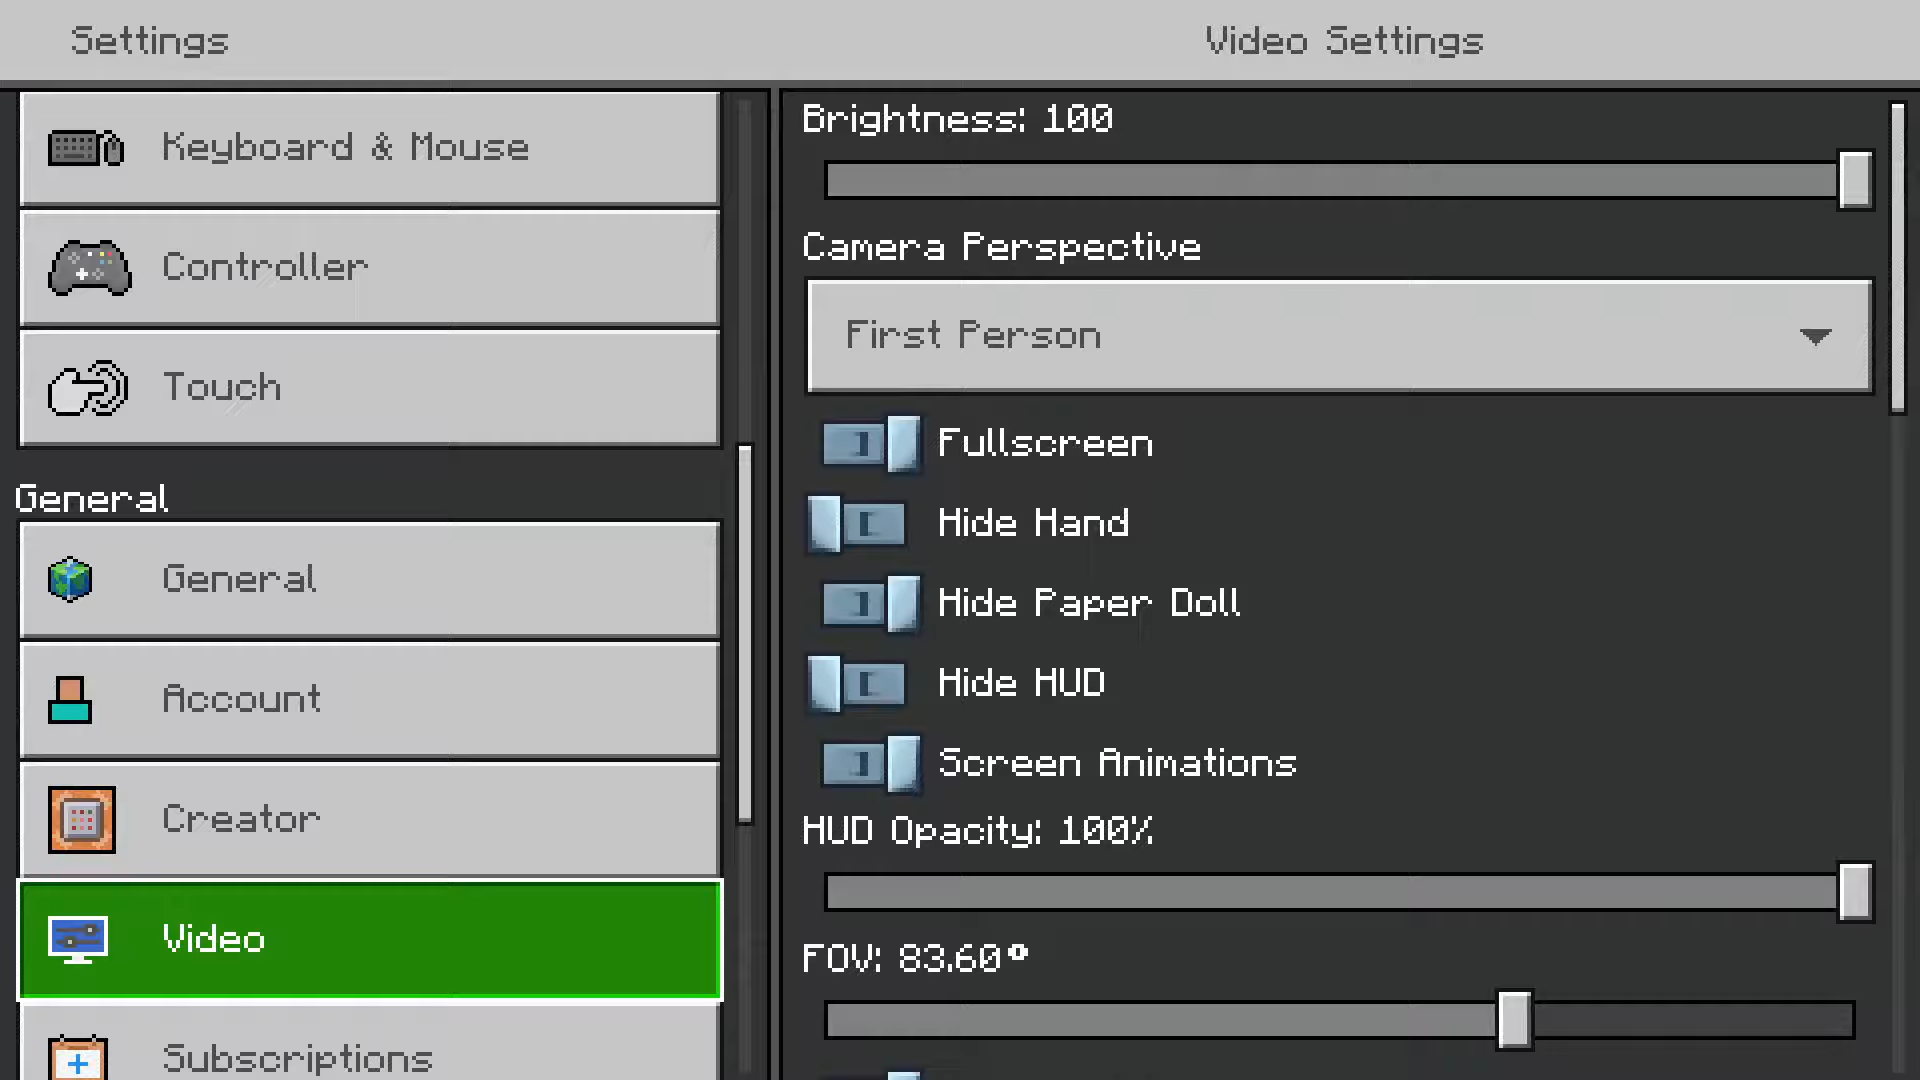 Settings
Video Settings
Keyboard & Mouse
Controller
Touch
General
General
Account
Creator
Video
Subscriptions
Brightness: 100
Camera Perspective
First Person
Fullscreen
Hide Hand
Hide Paper Doll
Hide HUD
Screen Animations
HUD Opacity: 100%
FOV: 83.60°